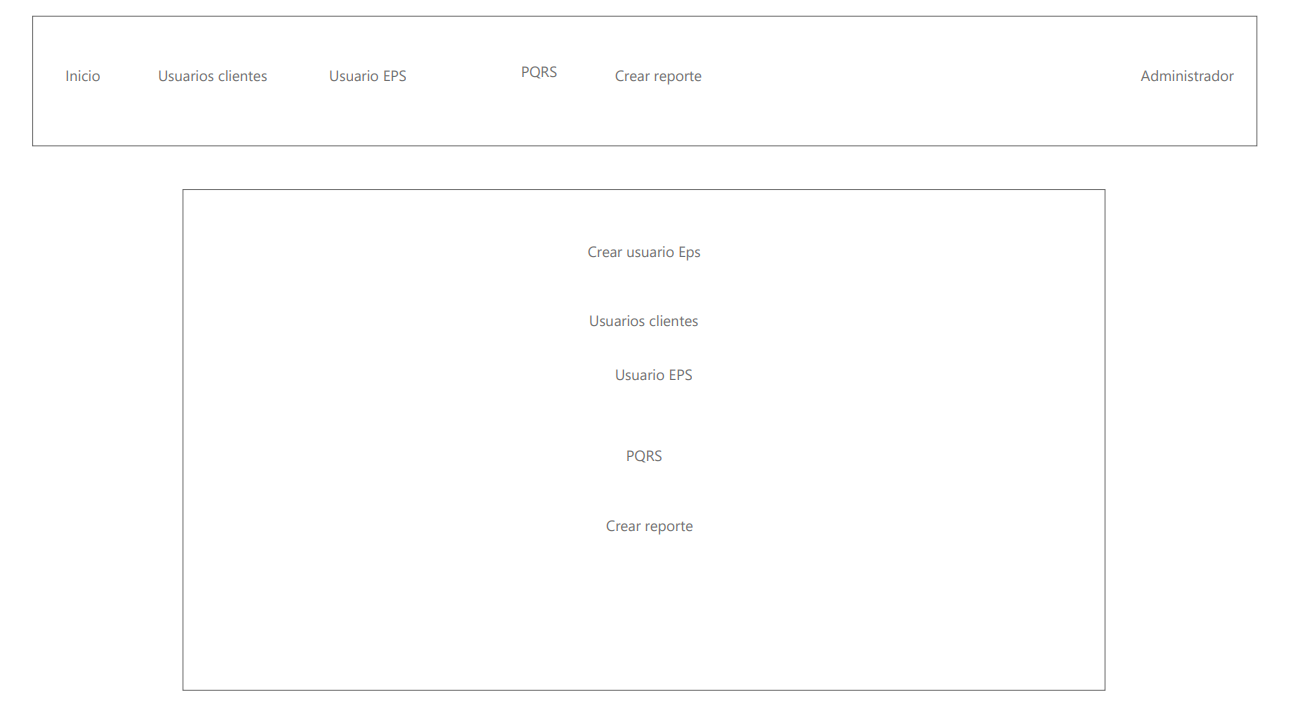 Inicio Usuarios clientes Usuario EPS PQRS Crear reporte Administrador
Crear usuario Eps
Usuarios clientes
Usuario EPS
PQRS
Crear reporte